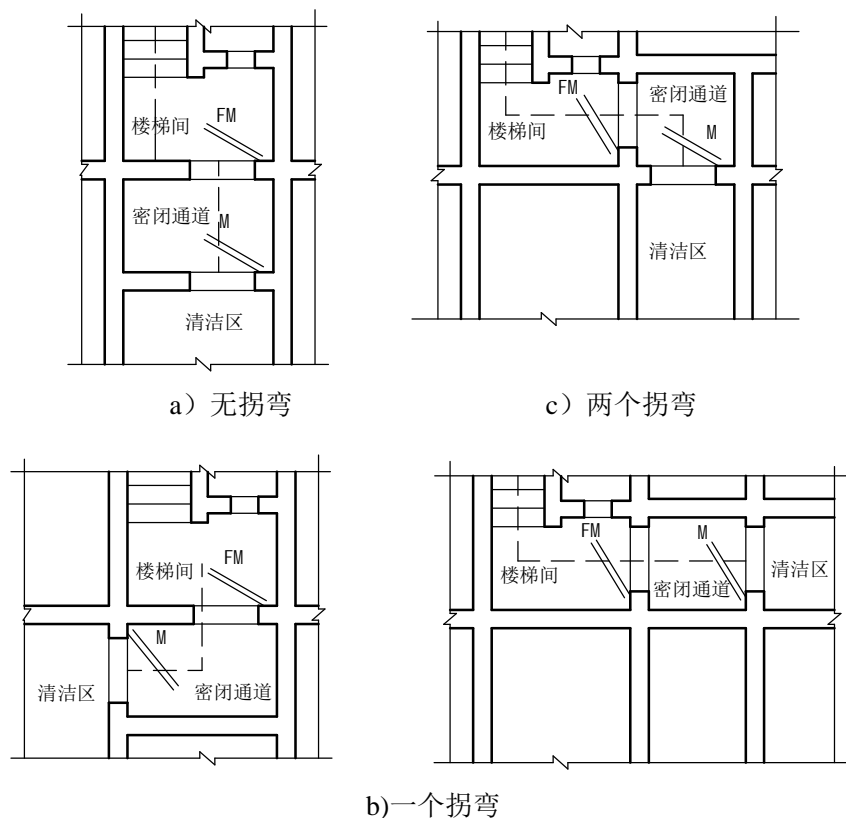 FM
楼梯间
密闭通道
M
清洁区
a）无拐弯
密闭通道
FM
M
楼梯间
清洁区
c）两个拐弯
FM
楼梯间
M
清洁区
密闭通道
FM
M
楼梯间
密闭通道
清洁区
b)一个拐弯